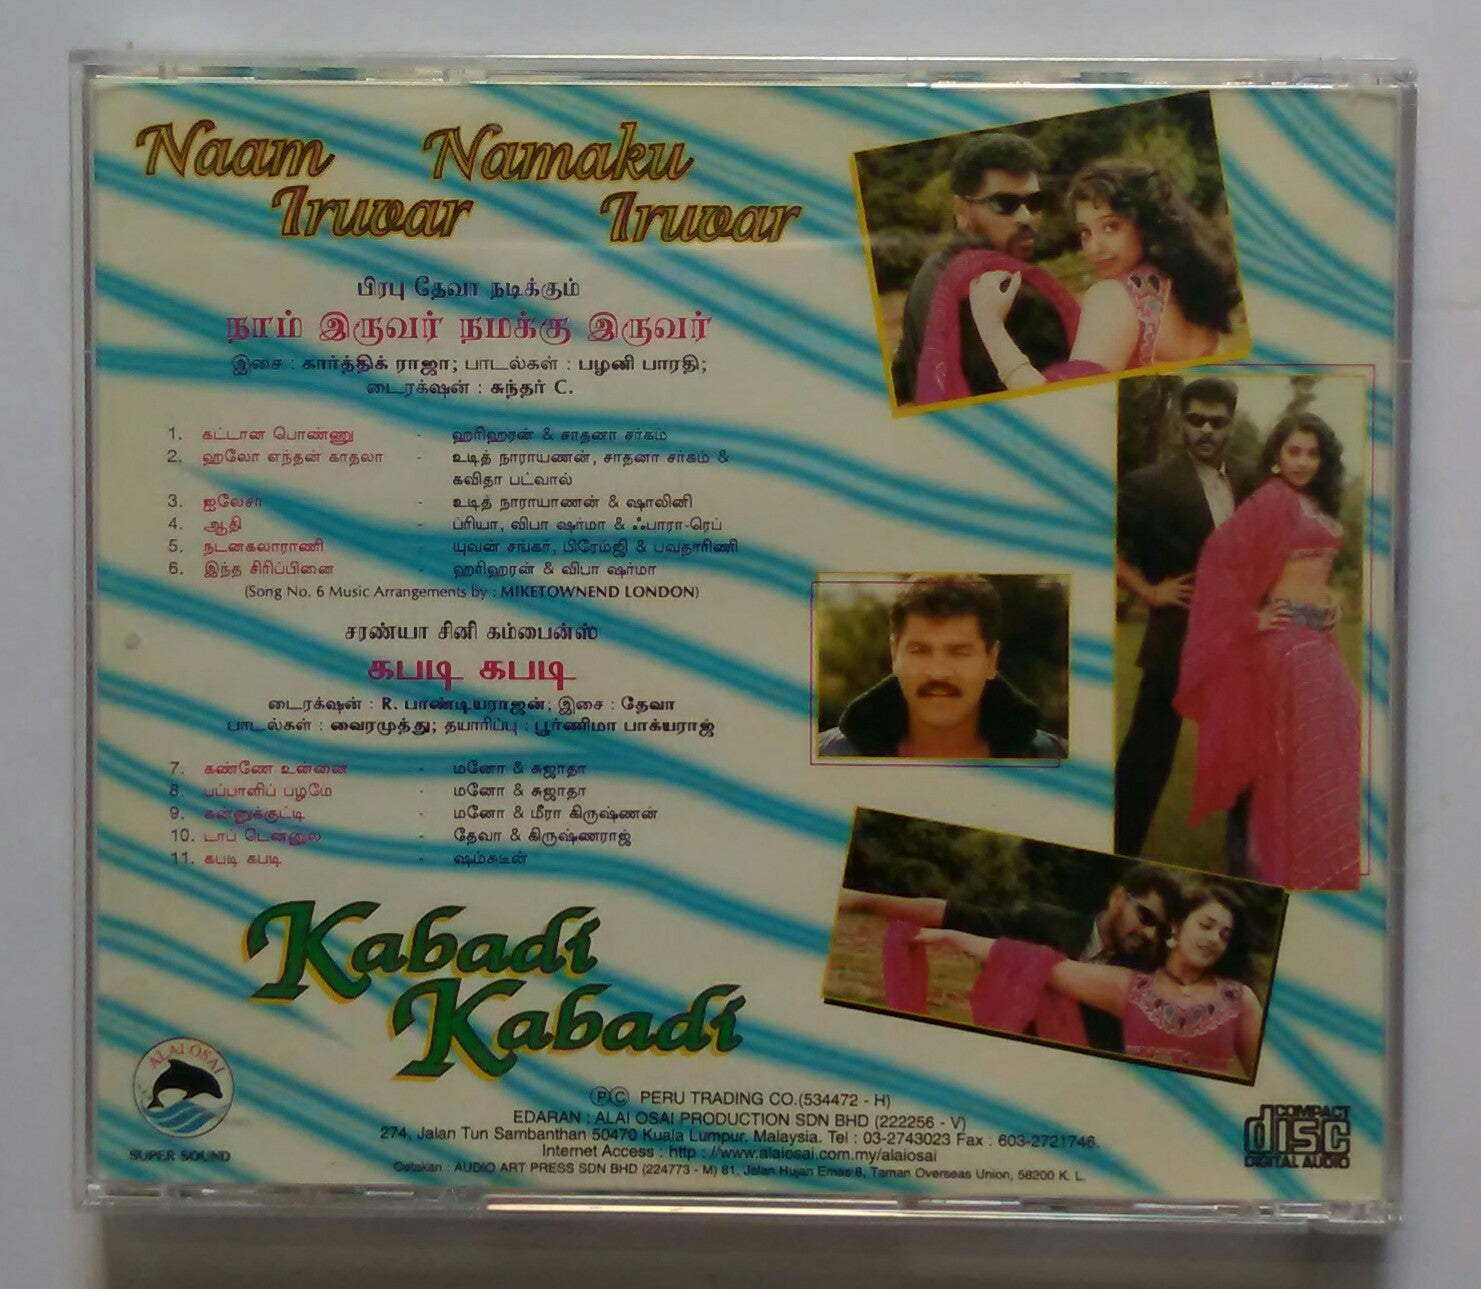 Naam Namaku
Iruvar Iruvar
பிரபு தேவா நடிக்கும்
நாம் இருவர் நமக்கு இருவர்
இசை : கார்த்திக் ராஜா; பாடல்கள் : பழனி பாரதி;
டைரக்ஷன் : சுந்தர் C.
1. கட்டான பொண்ணு - ஹரிஹரன் & சாதனா சர்கம்
2. ஹலோ எந்தன் காதலா - உடித் நாராயணன், சாதனா சர்கம் &
கவிதா பட்வால்
3. ஐலேசா - உடித் நாராயாணன் & ஷாலினி
4. ஆதி - ப்ரியா, விபா ஷர்மா & ஃபாரா-ரெப்
5. நடனகலாராணி - யுவன் சங்கர், பிரேம்ஜி & பவதாரிணி
6. இந்த சிரிப்பினை - ஹரிஹரன் & விபா ஷர்மா
(Song No. 6 Music Arrangements by : MIKETOWNEND LONDON)
சரண்யா சினி கம்பைன்ஸ்
கபடி கபடி
டைரக்ஷன் : R. பாண்டியராஜன்; இசை : தேவா
பாடல்கள் : வைரமுத்து; தயாரிப்பு : பூர்ணிமா பாக்யராஜ்
7. கண்ணே உன்னை - மனோ & சுஜாதா
8. பப்பாளிப் பழமே - மனோ & சுஜாதா
9. கன்னுக்குட்டி - மனோ & மீரா கிருஷ்ணன்
10. டாப் டென்னுல - தேவா & கிருஷ்ணராஜ்
11. கபடி கபடி - ஷம்சுடீன்
Kabadi
Kabadi
ALAI OSAI
SUPER SOUND
Ⓟ© PERU TRADING CO.(534472 - H)
EDARAN : ALAI OSAI PRODUCTION SDN BHD (222256 - V)
274, Jalan Tun Sambanthan 50470 Kuala Lumpur. Malaysia. Tel : 03-2743023 Fax : 603-2721746.
Internet Access : http : //www.alaiosai.com.my/alaiosai
Cetakan : AUDIO ART PRESS SDN BHD (224773 - M) 81, Jalan Hujan Emas 8, Taman Overseas Union, 58200 K. L.
COMPACT
disc
DIGITAL AUDIO